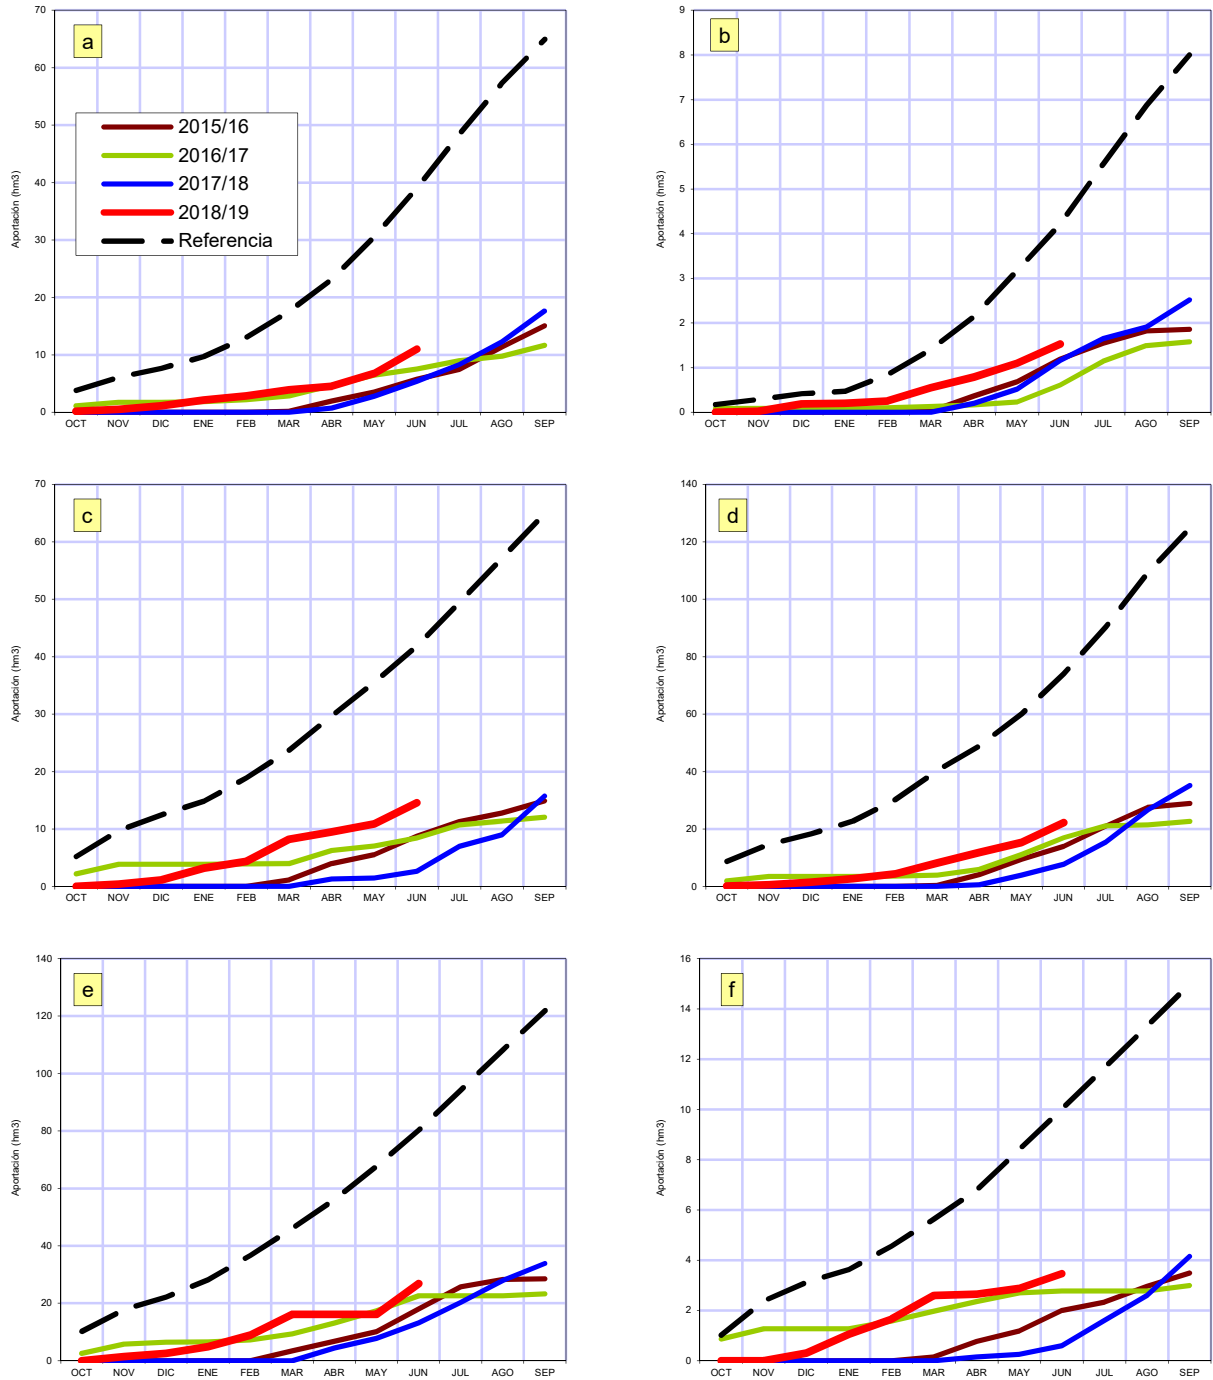 a
70
60
50
40
30
20
10
0
Aportación (hm3)
2015/16
2016/17
2017/18
2018/19
Referencia
OCT NOV DIC ENE FEB MAR ABR MAY JUN JUL AGO SEP
b
9
8
7
6
5
4
3
2
1
0
Aportación (hm3)
OCT NOV DIC ENE FEB MAR ABR MAY JUN JUL AGO SEP
c
70
60
50
40
30
20
10
0
Aportación (hm3)
OCT NOV DIC ENE FEB MAR ABR MAY JUN JUL AGO SEP
d
140
120
100
80
60
40
20
0
Aportación (hm3)
OCT NOV DIC ENE FEB MAR ABR MAY JUN JUL AGO SEP
e
140
120
100
80
60
40
20
0
Aportación (hm3)
OCT NOV DIC ENE FEB MAR ABR MAY JUN JUL AGO SEP
f
16
14
12
10
8
6
4
2
0
Aportación (hm3)
OCT NOV DIC ENE FEB MAR ABR MAY JUN JUL AGO SEP